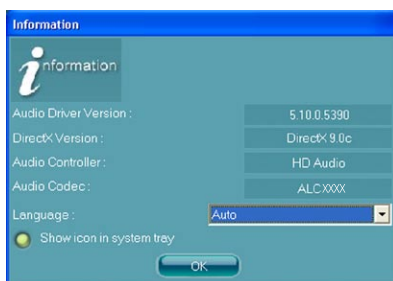 Information
information
Audio Driver Version : 5.10.0.5390
DirectX Version : DirectX 9.0c
Audio Controller : HD Audio
Audio Codec : ALCXXXX
Language : Auto
Show icon in system tray
OK